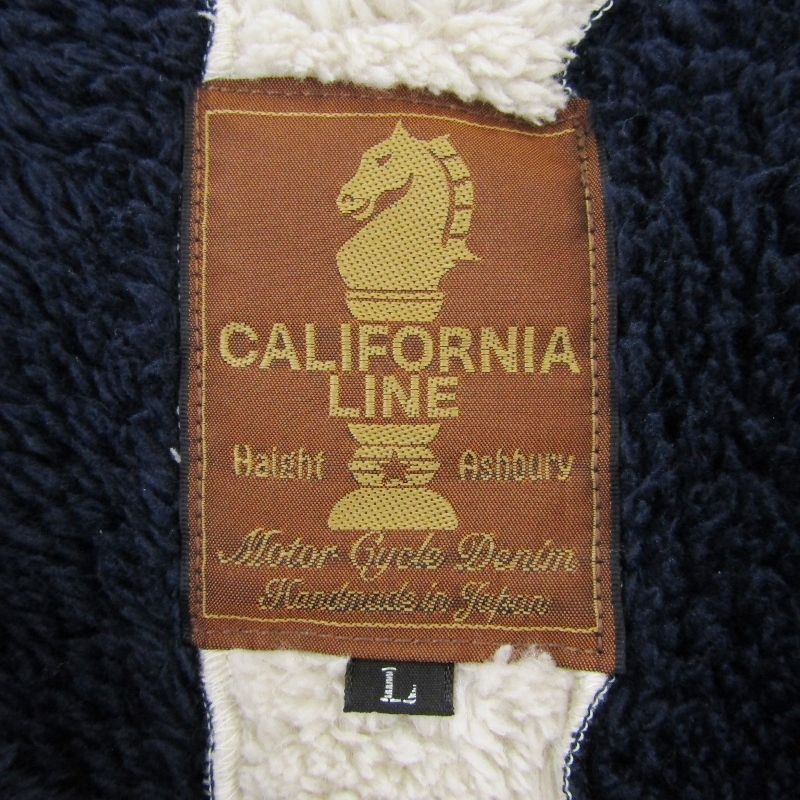 CALIFORNIA
LINE
Haight Ashbury
Motor Cycle Denim
Handmade in Japan
L